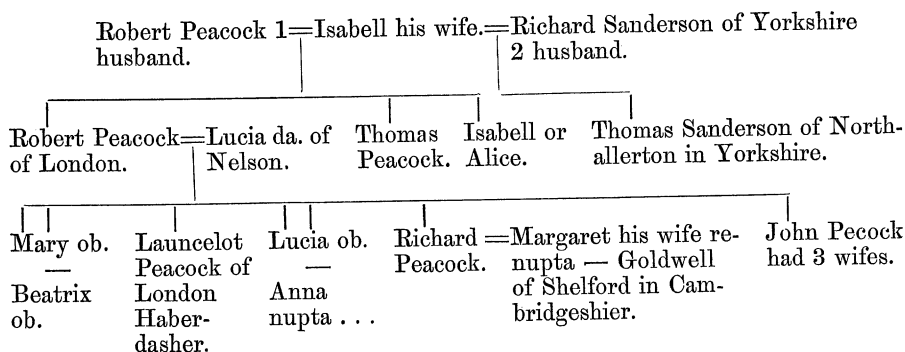 Robert Peacock 1=Isabell his wife.=Richard Sanderson of Yorkshire
husband. 2 husband.
Robert Peacock=Lucia da. of Thomas Isabell or Thomas Sanderson of North-
of London. Nelson. Peacock. Alice. allerton in Yorkshire.
Mary ob. Launcelot Lucia ob. Richard =Margaret his wife re- John Pecock
— Peacock of — Peacock. nupta — Goldwell had 3 wifes.
Beatrix London Anna of Shelford in Cam-
ob. Haber- nupta . . . bridgeshier.
dasher.